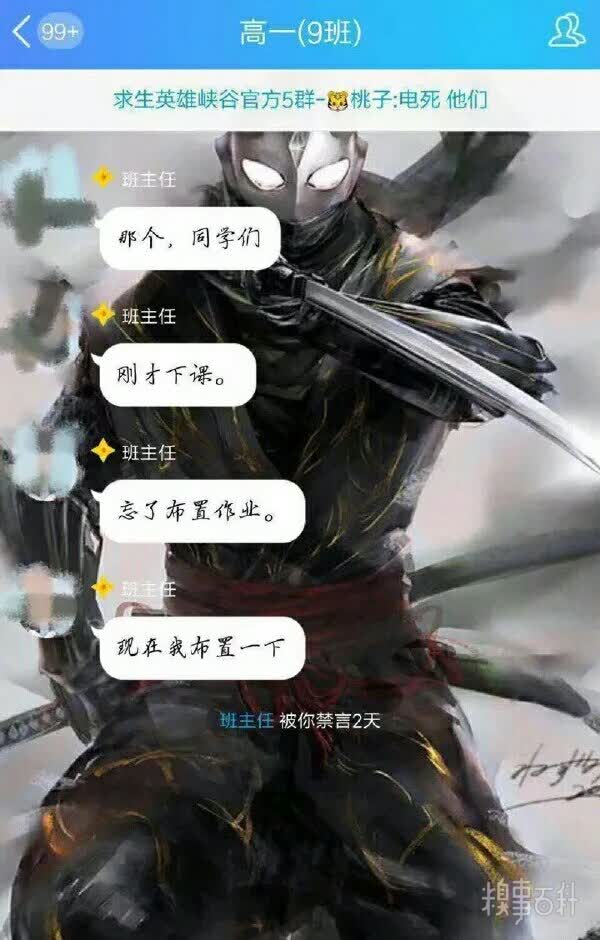 99+
高一(9班)
求生英雄峡谷官方5群-🐯桃子:电死 他们
班主任
那个，同学们
班主任
刚才下课。
班主任
忘了布置作业。
班主任
现在我布置一下
班主任 被你禁言2天
糗事百科